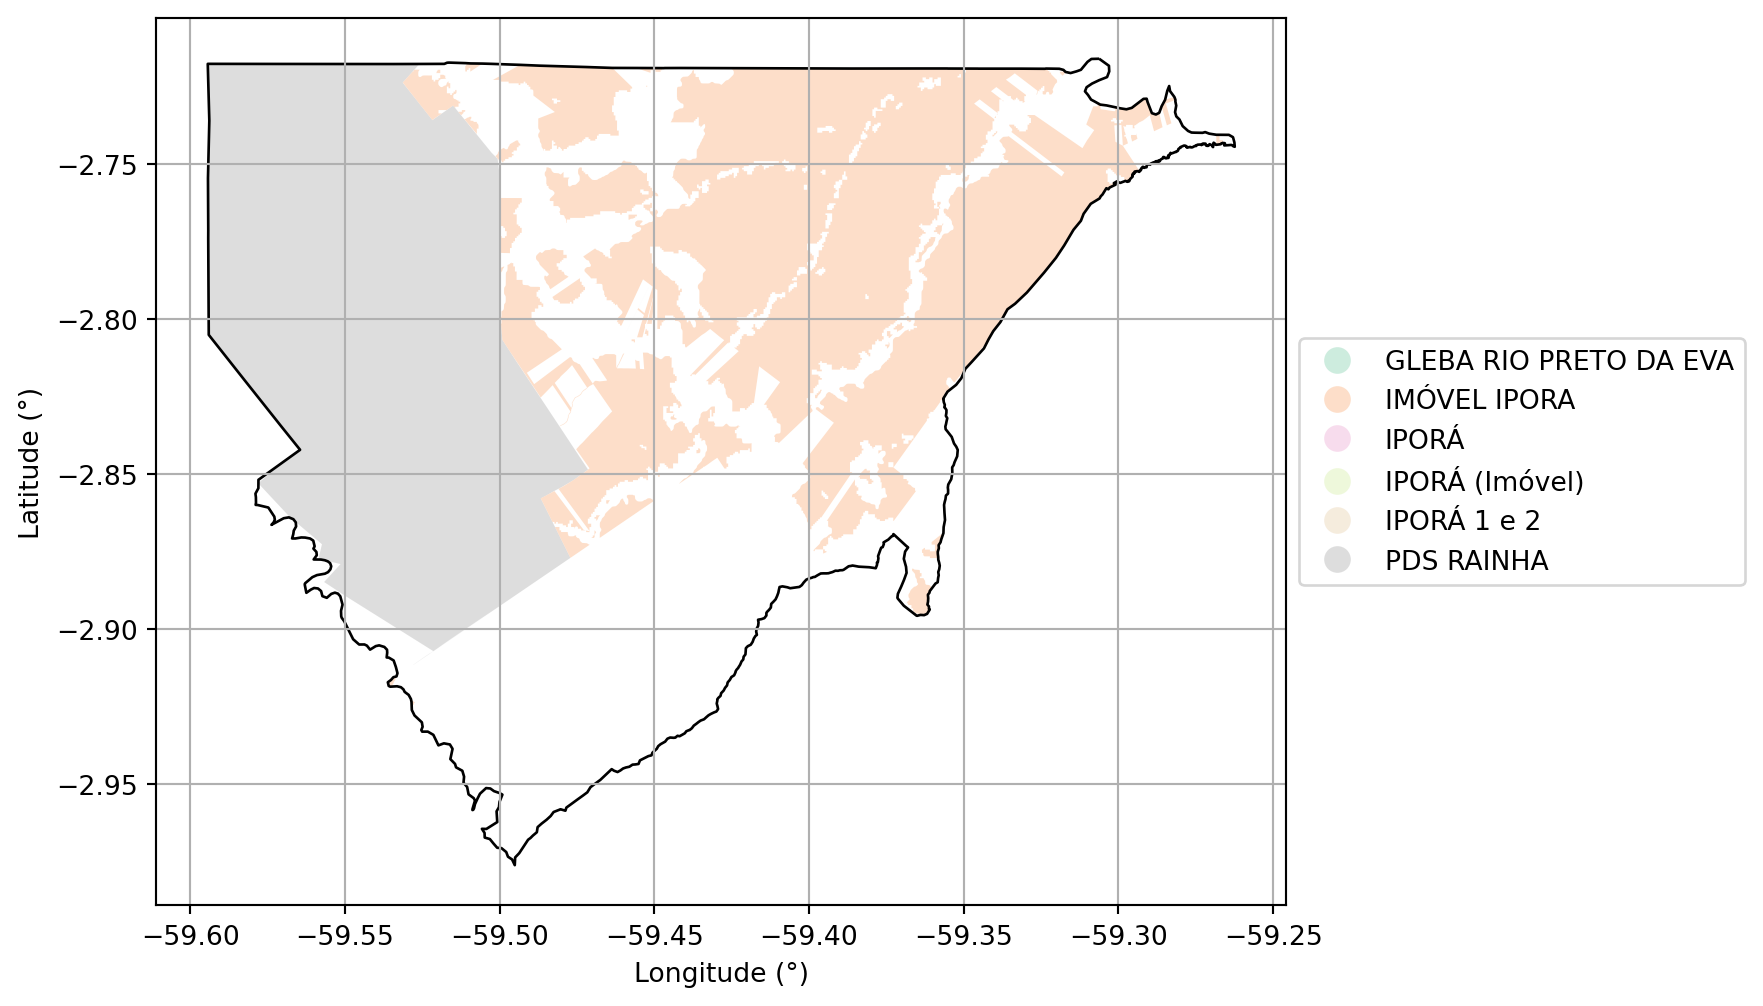 −2.75
−2.80
−2.85
−2.90
−2.95
Latitude (°)
−59.60
−59.55
−59.50
−59.45
−59.40
−59.35
−59.30
−59.25
Longitude (°)
GLEBA RIO PRETO DA EVA
IMÓVEL IPORA
IPORÁ
IPORÁ (Imóvel)
IPORÁ 1 e 2
PDS RAINHA